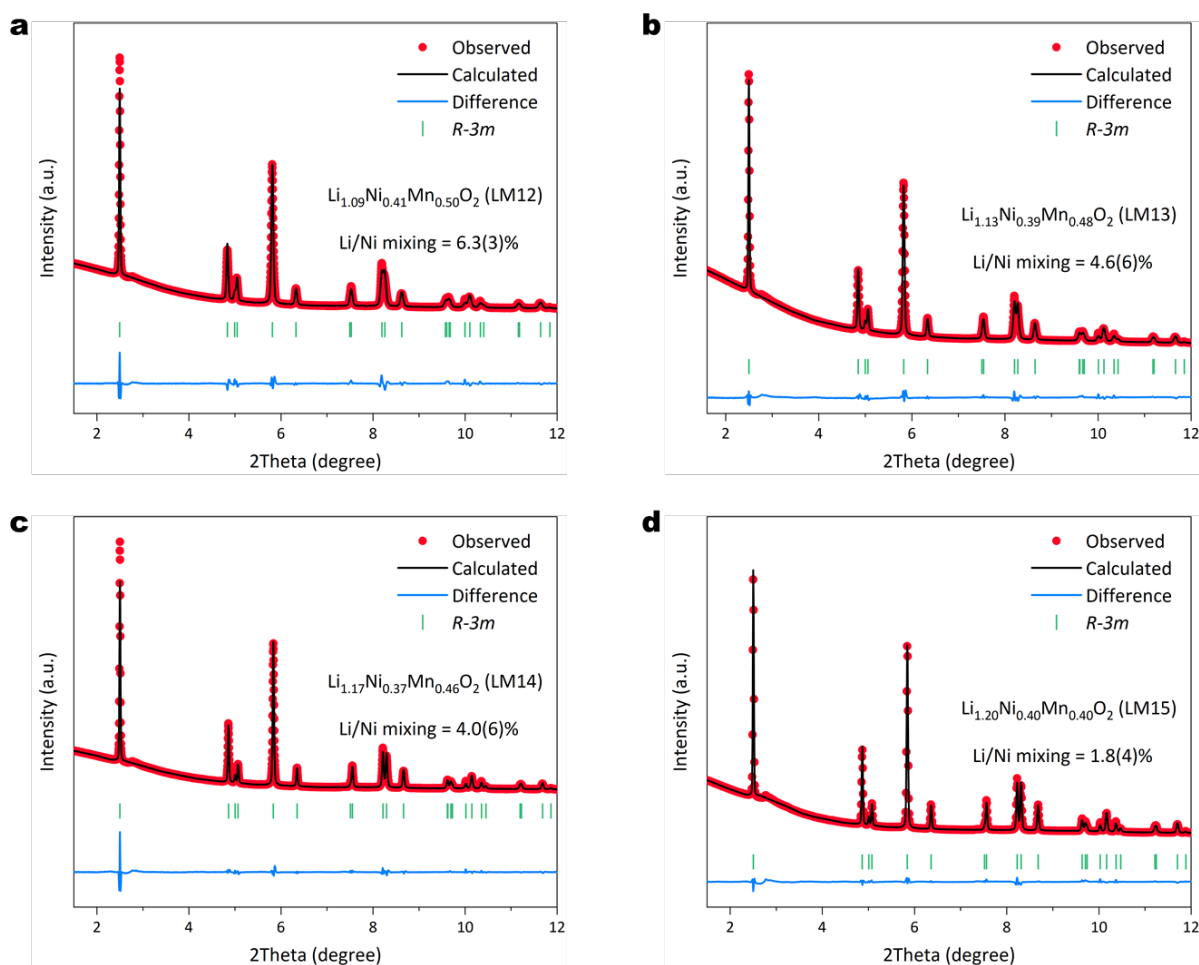 a
Observed
Calculated
Difference
R-3m
Li1.09Ni0.41Mn0.50O2 (LM12)
Li/Ni mixing = 6.3(3)%
Intensity (a.u.)
2 4 6 8 10 12
2Theta (degree)
b
Observed
Calculated
Difference
R-3m
Li1.13Ni0.39Mn0.48O2 (LM13)
Li/Ni mixing = 4.6(6)%
Intensity (a.u.)
2 4 6 8 10 12
2Theta (degree)
c
Observed
Calculated
Difference
R-3m
Li1.17Ni0.37Mn0.46O2 (LM14)
Li/Ni mixing = 4.0(6)%
Intensity (a.u.)
2 4 6 8 10 12
2Theta (degree)
d
Observed
Calculated
Difference
R-3m
Li1.20Ni0.40Mn0.40O2 (LM15)
Li/Ni mixing = 1.8(4)%
Intensity (a.u.)
2 4 6 8 10 12
2Theta (degree)